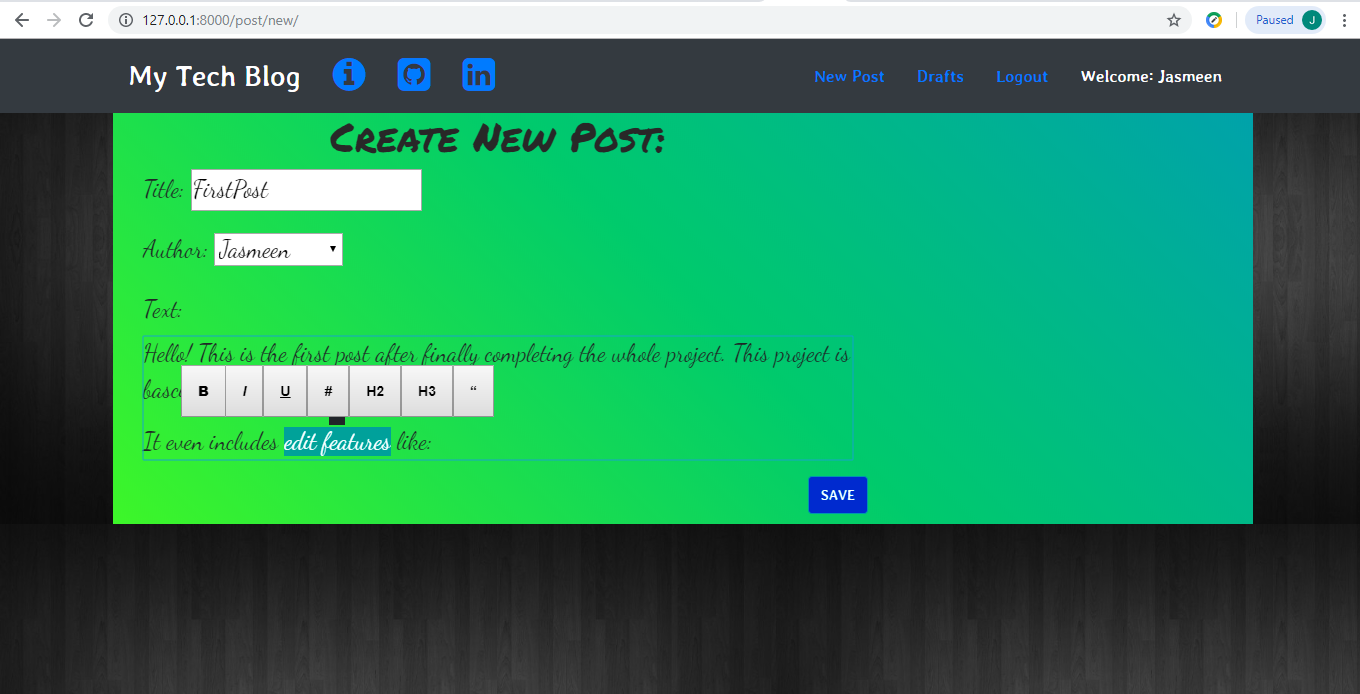 127.0.0.1:8000/post/new/
Paused J
My Tech Blog
New Post Drafts Logout Welcome: Jasmeen
Create New Post:
Title: FirstPost
Author: Jasmeen
Text:
Hello! This is the first post after finally completing the whole project. This project is
B I U # H2 H3 “
It even includes edit features like:
SAVE